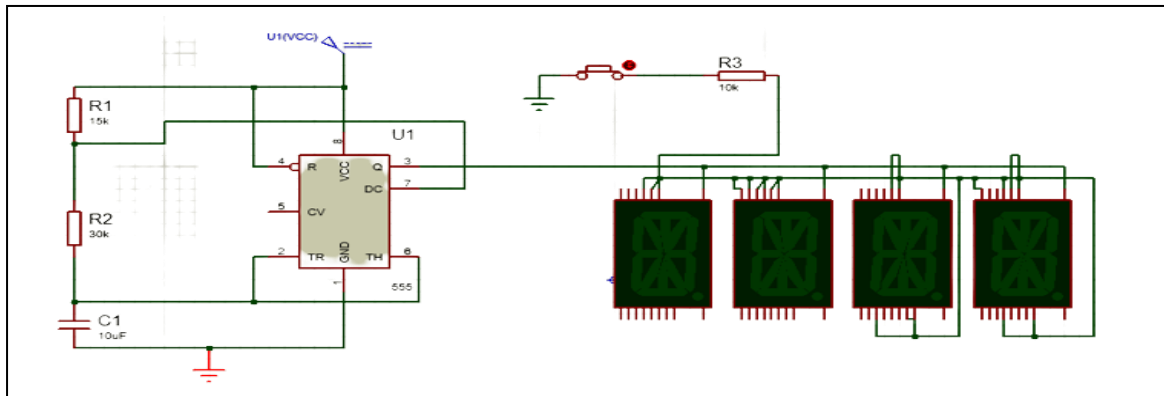 U1(VCC)
R3
10k
R1
15k
U1
8
VCC
4
R
Q
3
DC
7
5
CV
R2
30k
2
TR
GND
TH
6
1
555
C1
10uF